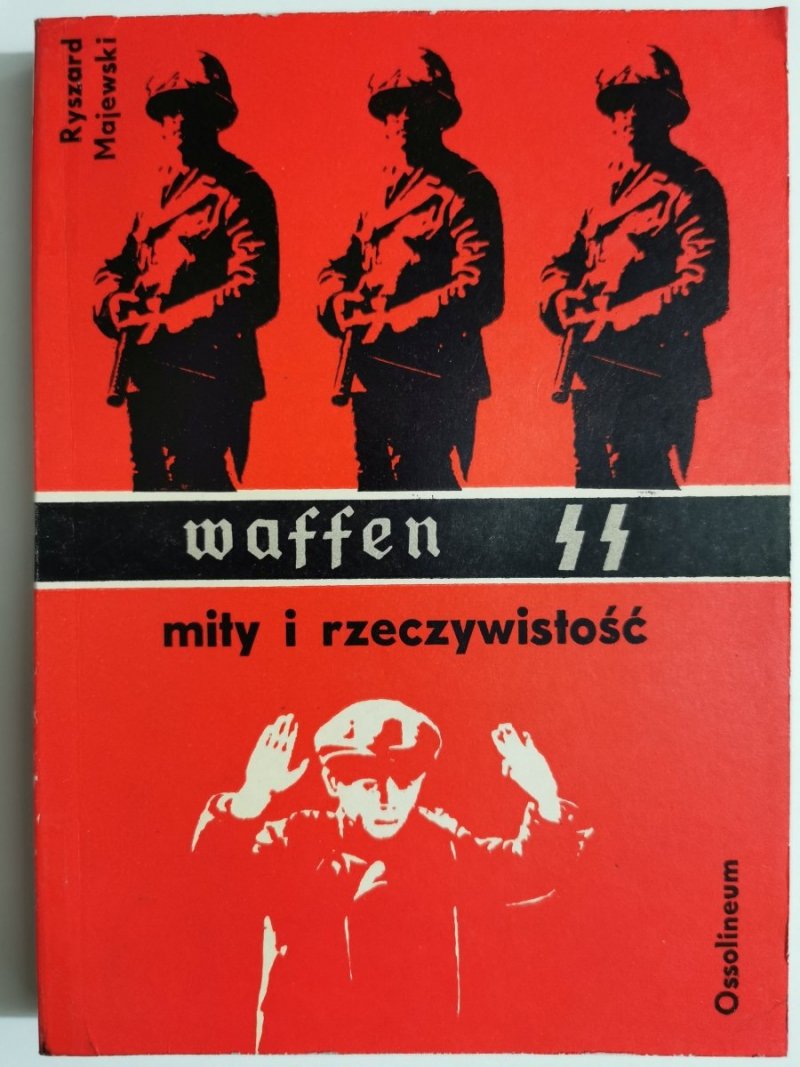 Ryszard
Majewski
waffen SS
mity i rzeczywistość
Ossolineum